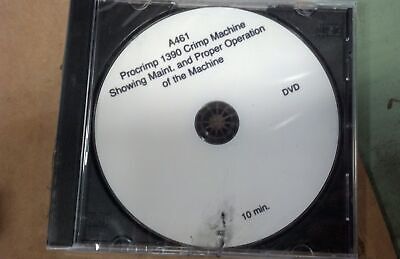 A461
Procrimp 1390 Crimp Machine
Showing Maint. and Proper Operation
of the Machine
DVD
10 min.